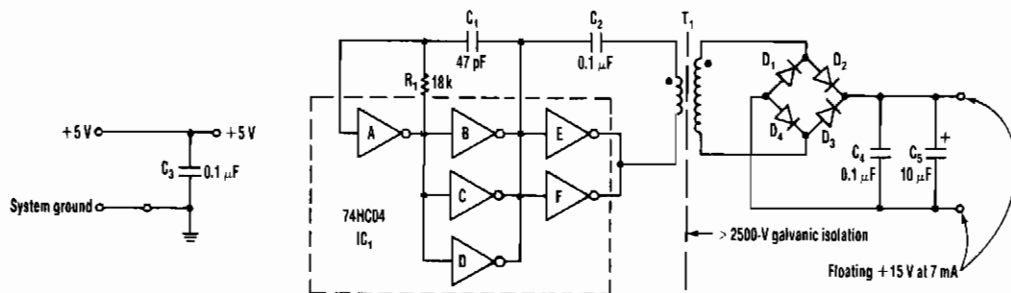 C1
47 pF
C2
0.1 µF
T1
R1
18k
D1
D2
D4
D3
A
B
E
+5 V
+5 V
C3
0.1 µF
C
F
C4
0.1 µF
C5
10 µF
+
System ground
74HC04
IC1
D
> 2500-V galvanic isolation
Floating +15 V at 7 mA